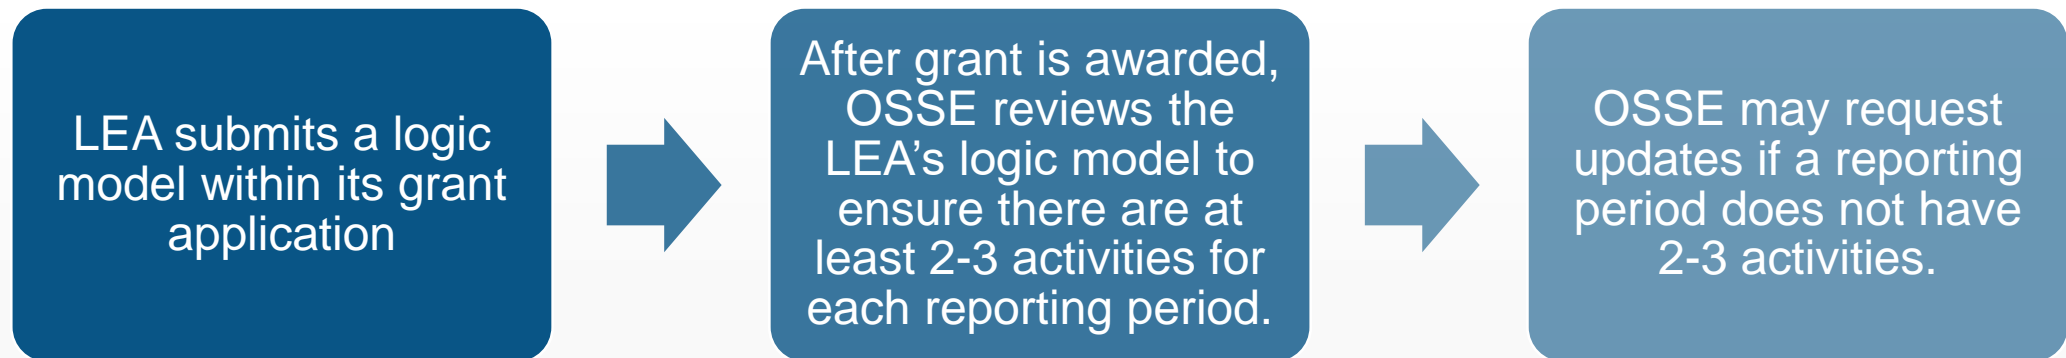 LEA submits a logic
model within its grant
application
After grant is awarded,
OSSE reviews the
LEA’s logic model to
ensure there are at
least 2-3 activities for
each reporting period.
OSSE may request
updates if a reporting
period does not have
2-3 activities.